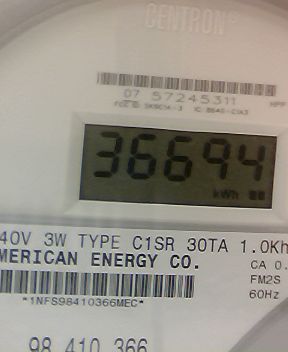 CENTRON®
07 57245311
36694
kWh
40V 3W TYPE C1SR 30TA 1.0Kh
MERICAN ENERGY CO.
CA 0.
FM2S
60Hz
*1NFS98410366MEC*
98 410 366